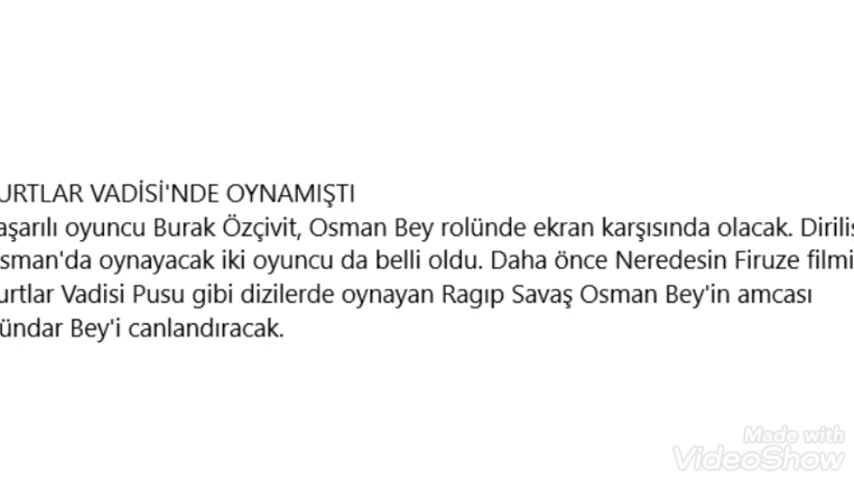 URTLAR VADİSİ'NDE OYNAMIŞTI
aşarılı oyuncu Burak Özçivit, Osman Bey rolünde ekran karşısında olacak. Diriliş
sman'da oynayacak iki oyuncu da belli oldu. Daha önce Neredesin Firuze filmi
urtlar Vadisi Pusu gibi dizilerde oynayan Ragıp Savaş Osman Bey'in amcası
ündar Bey'i canlandıracak.
Made with
VideoShow